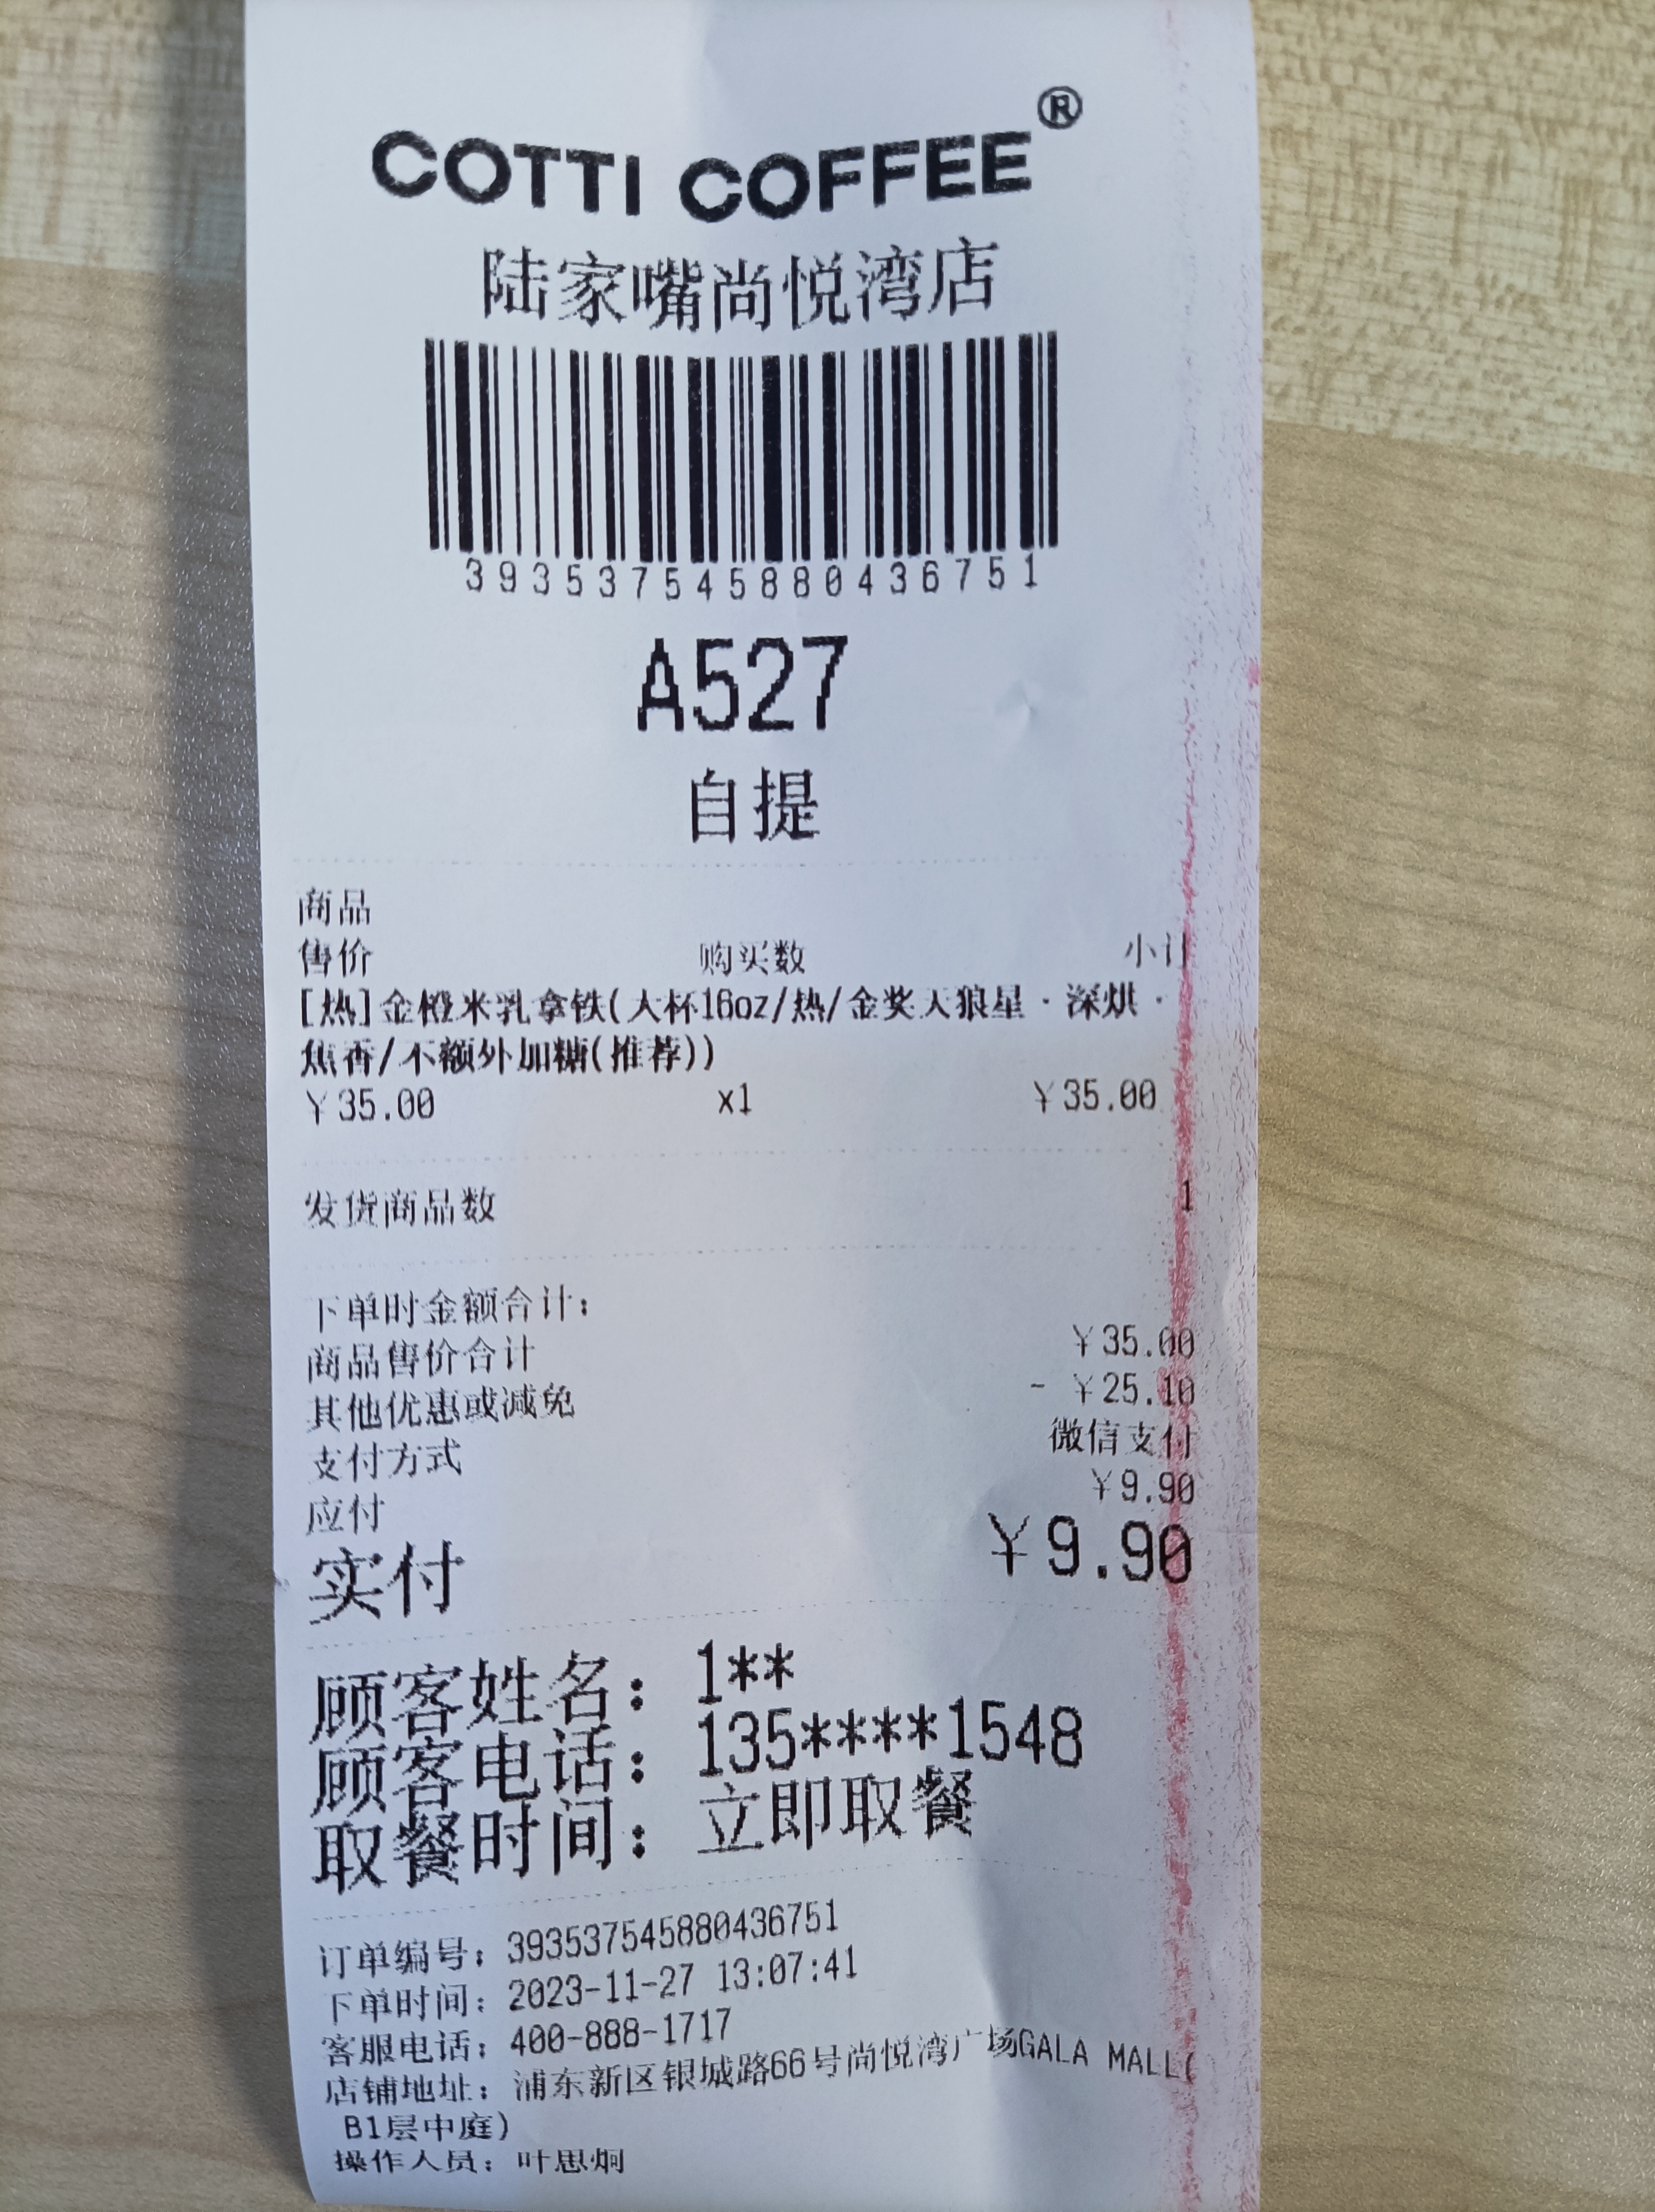 COTTI COFFEE®
陆家嘴尚悦湾店
393537545880436751
A527
自提
商品
售价 购买数 小计
[热]金橙米乳拿铁(大杯16oz/热/金奖天狼星·深烘·
焦香/不额外加糖(推荐))
￥35.00 x1 ￥35.00
发货商品数 1
下单时金额合计:
商品售价合计 ￥35.00
其他优惠或减免 - ￥25.10
支付方式 微信支付
应付 ￥9.90
实付 ￥9.90
顾客姓名: 1**
顾客电话: 135****1548
取餐时间: 立即取餐
订单编号: 393537545880436751
下单时间: 2023-11-27 13:07:41
客服电话: 400-888-1717
店铺地址: 浦东新区银城路66号尚悦湾广场GALA MALL(
B1层中庭)
操作人员: 叶思炯